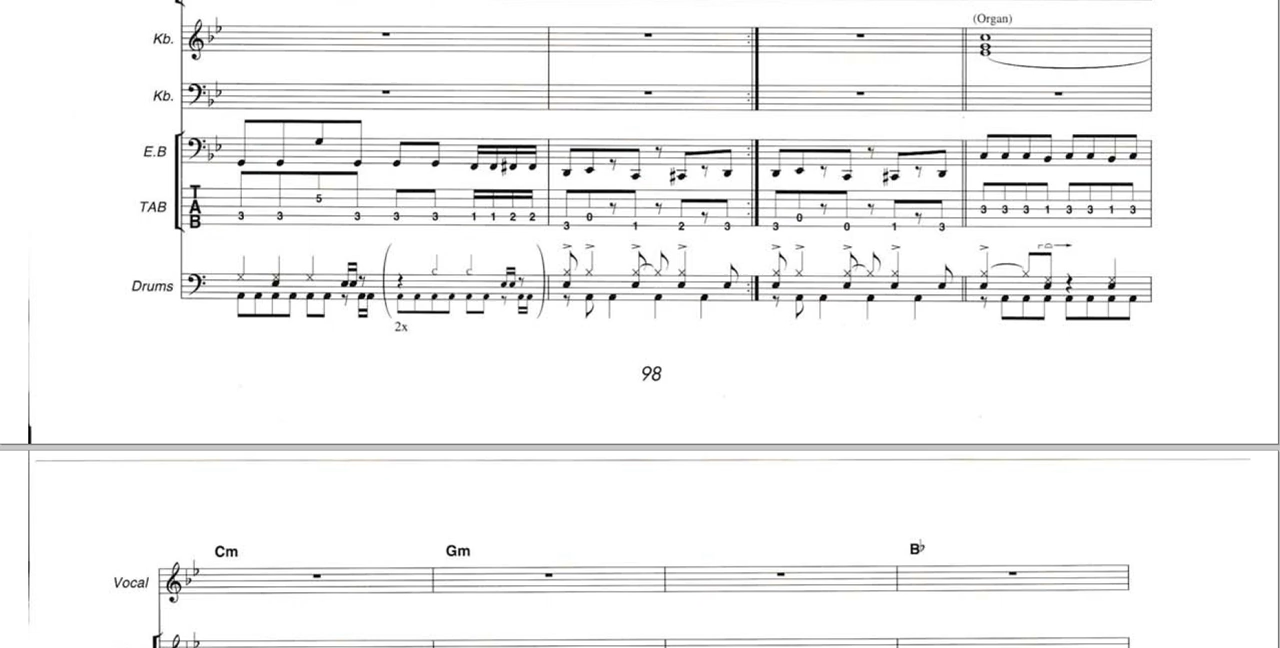 (Organ)
Kb.
Kb.
E.B
TAB
T
A
B
5
3 3 3 3 3 1 1 2 2 3 0 1 2 3 3 0 0 1 3 3 3 3 1 3 3 1 3
Drums
2x
98
Cm Gm B♭
Vocal